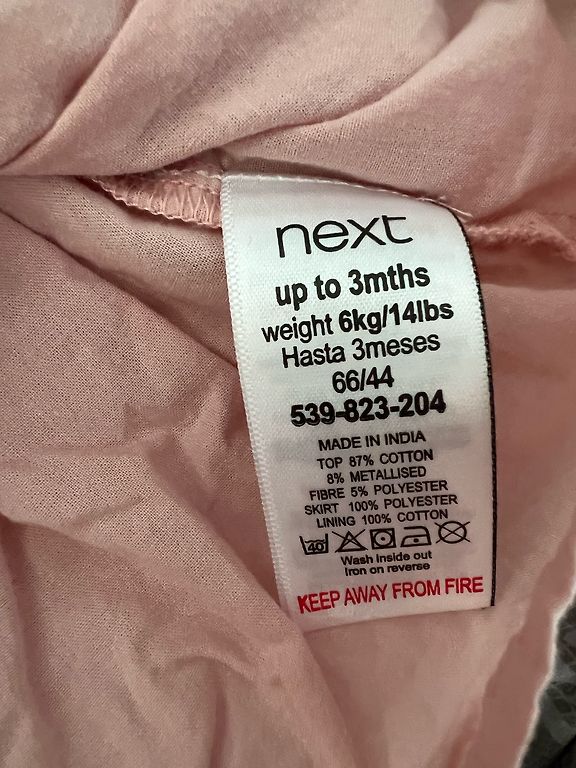 next
up to 3mths
weight 6kg/14lbs
Hasta 3meses
66/44
539-823-204
MADE IN INDIA
TOP 87% COTTON
8% METALLISED
FIBRE 5% POLYESTER
SKIRT 100% POLYESTER
LINING 100% COTTON
40
Wash inside out
Iron on reverse
KEEP AWAY FROM FIRE